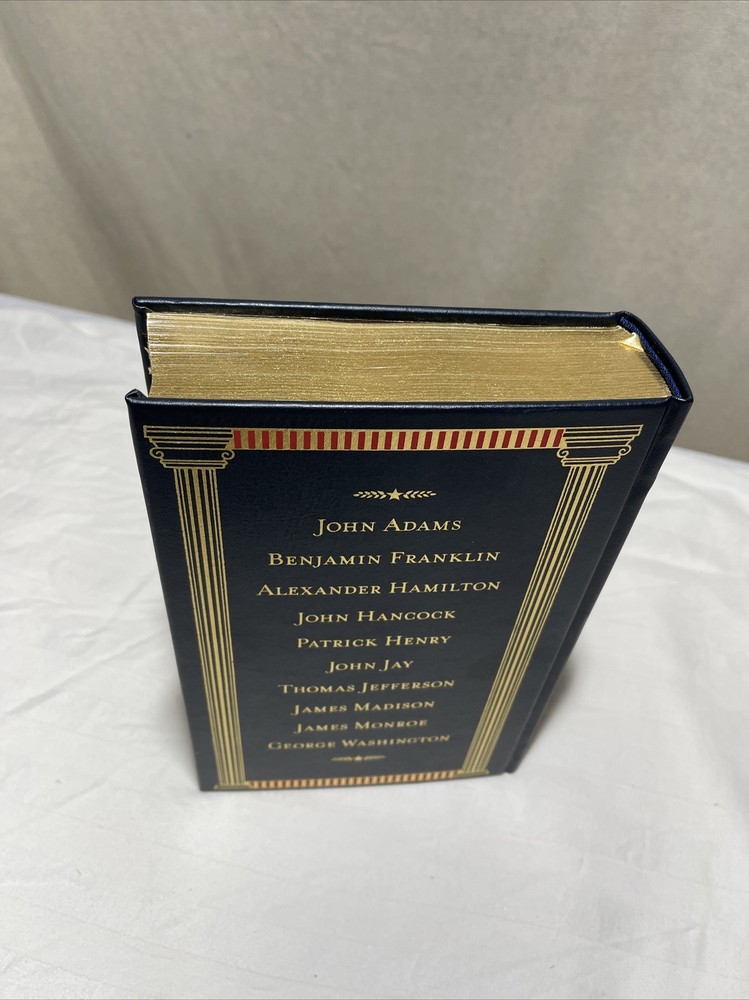 John Adams
Benjamin Franklin
Alexander Hamilton
John Hancock
Patrick Henry
John Jay
Thomas Jefferson
James Madison
James Monroe
George Washington